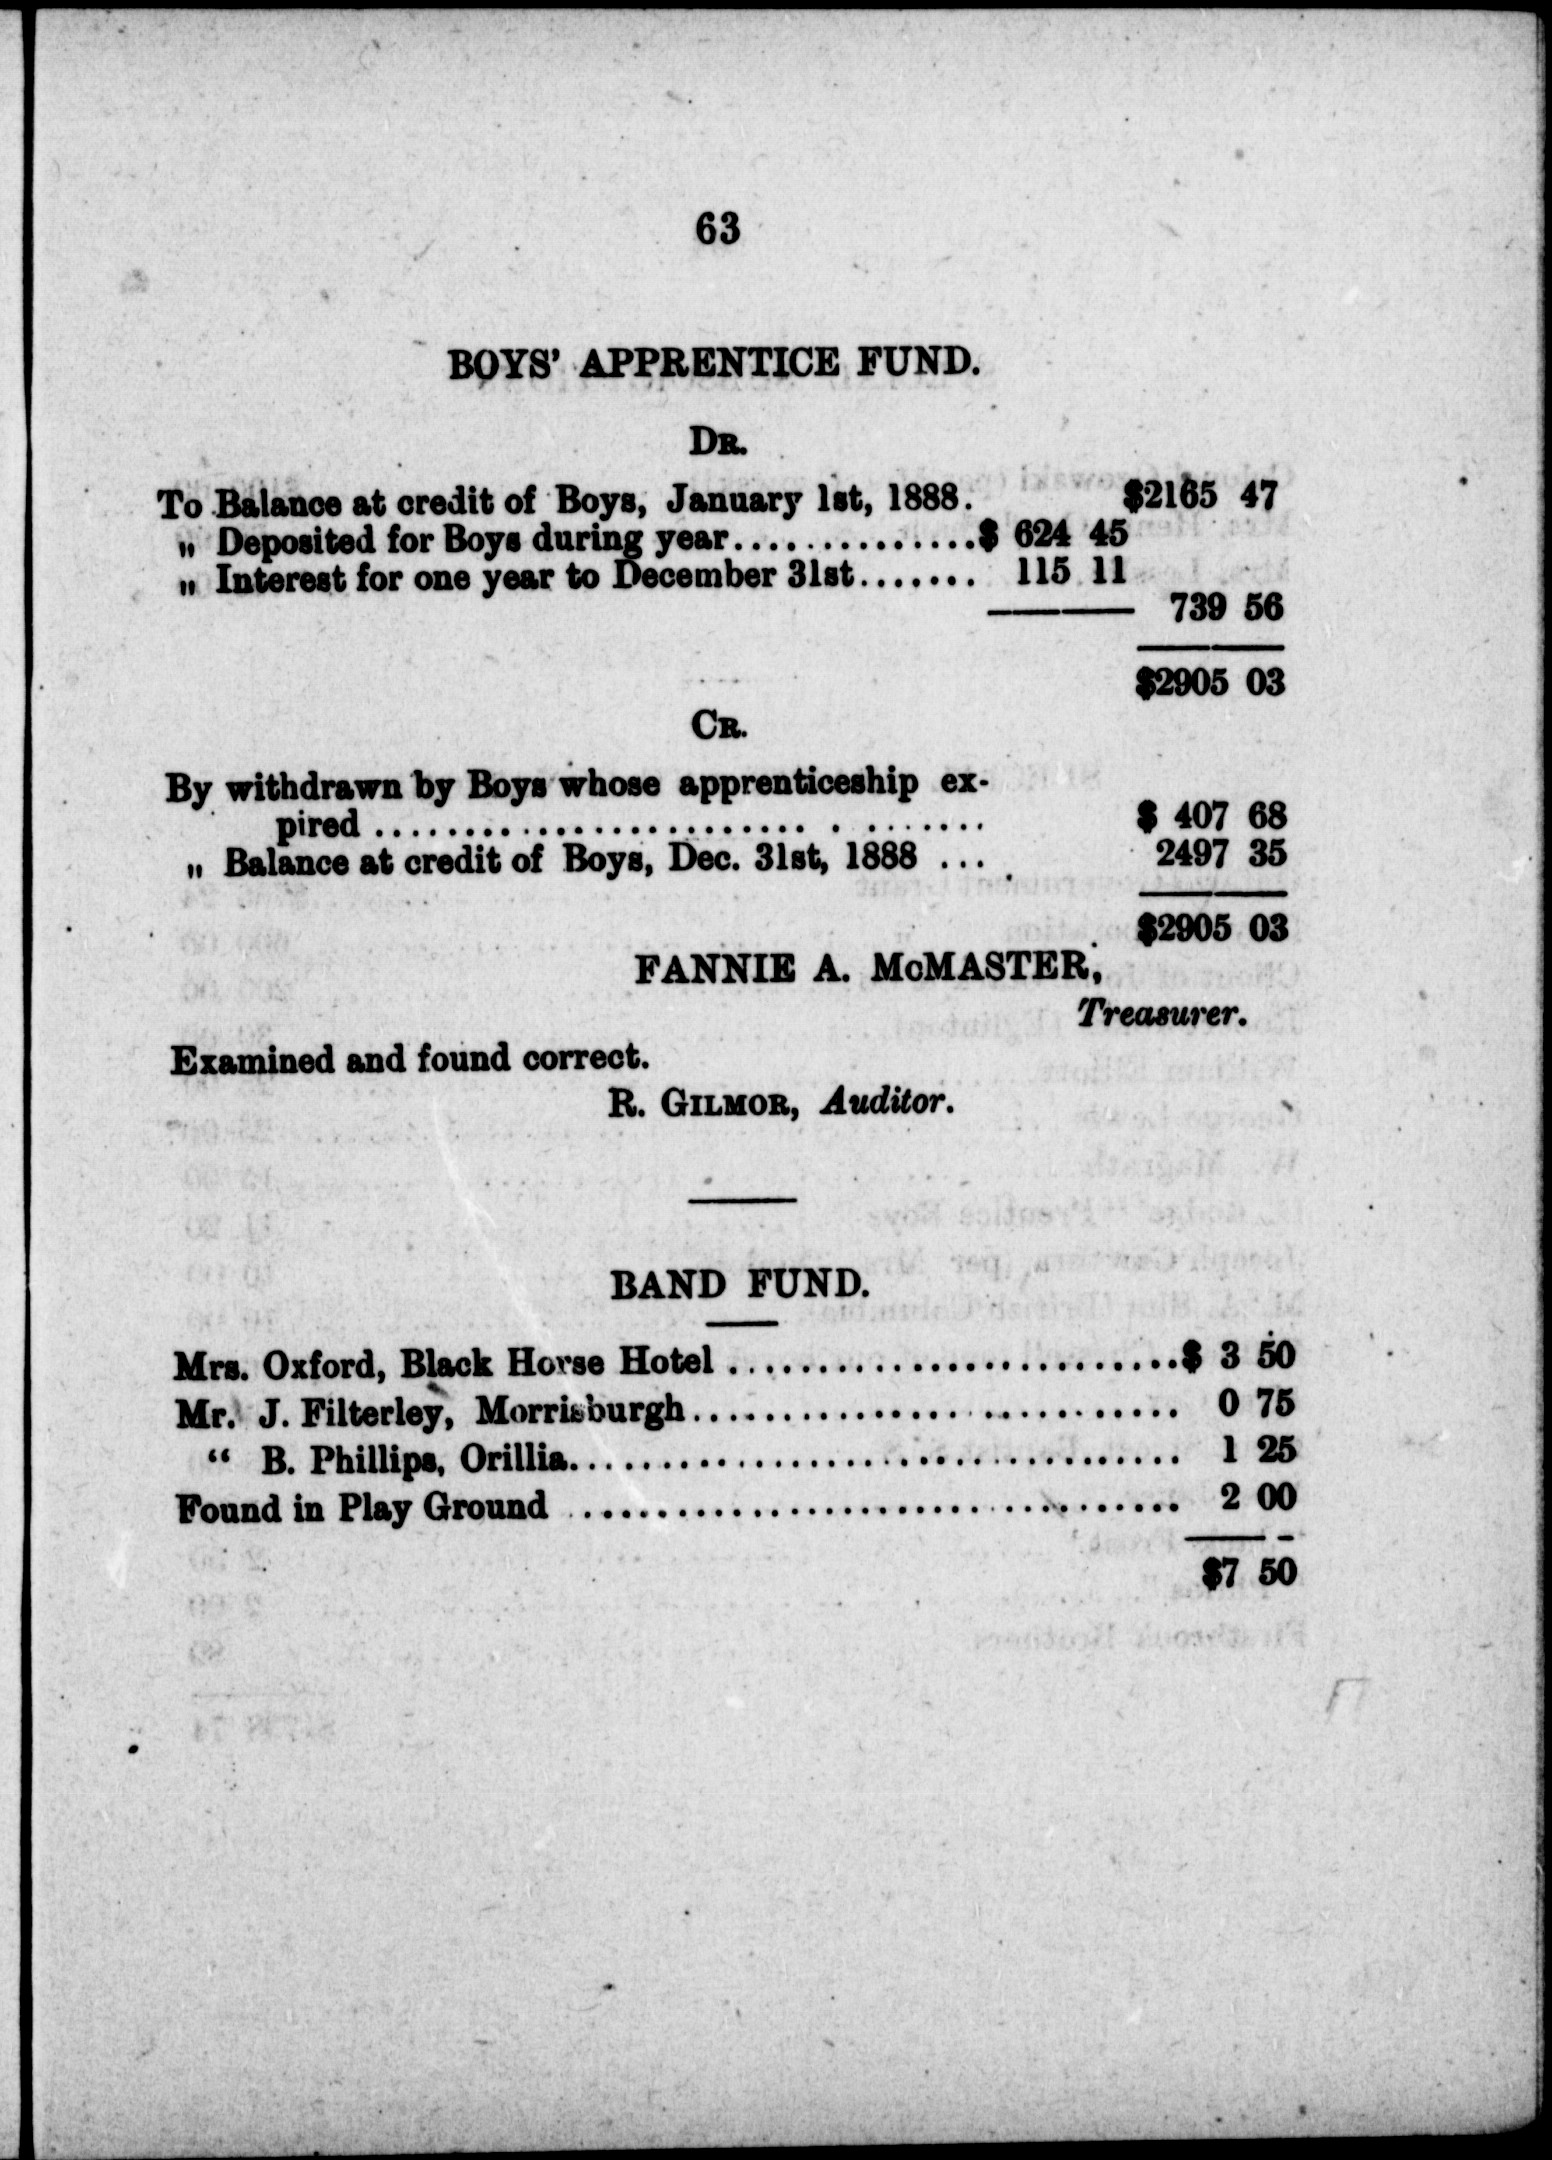 63
BOYS' APPRENTICE FUND.
DR.
To Balance at credit of Boys, January 1st, 1888. $2165 47
„ Deposited for Boys during year..............$ 624 45
„ Interest for one year to December 31st....... 115 11
739 56
$2905 03
CR.
By withdrawn by Boys whose apprenticeship ex-
pired ................................. $ 407 68
„ Balance at credit of Boys, Dec. 31st, 1888 .... 2497 35
$2905 03
FANNIE A. McMASTER,
Treasurer.
Examined and found correct.
R. GILMOR, Auditor.
BAND FUND.
Mrs. Oxford, Black Horse Hotel .........................$ 3 50
Mr. J. Filterley, Morrisburgh........................... 0 75
“ B. Phillips, Orillia.................................. 1 25
Found in Play Ground .................................. 2 00
$7 50